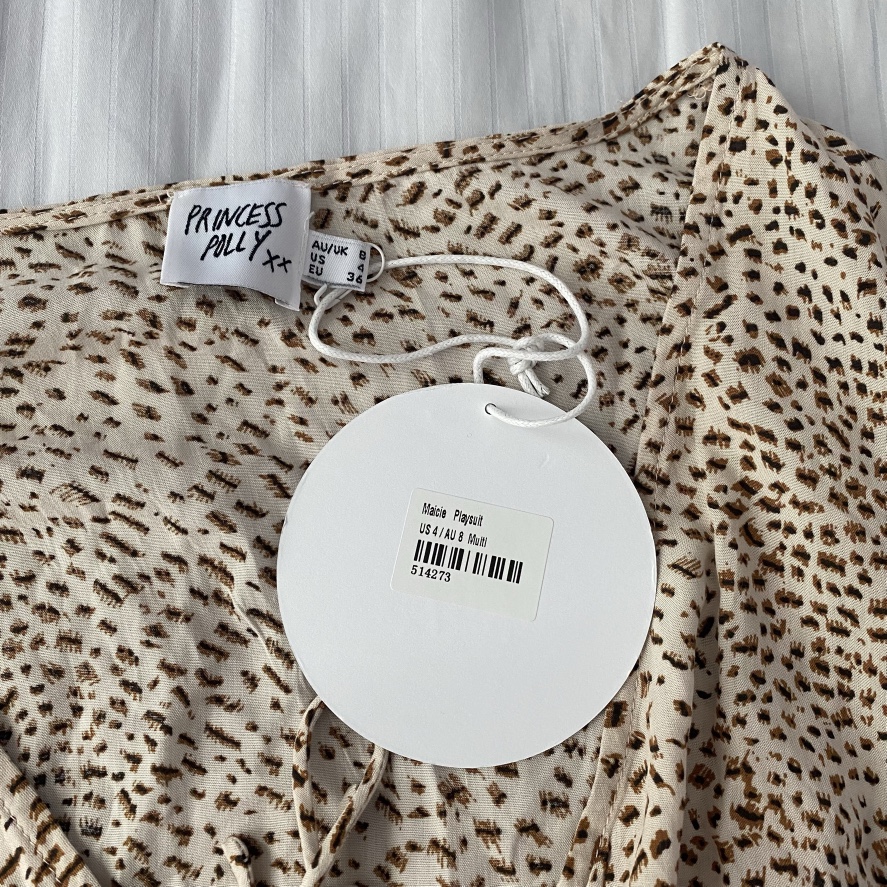 PRINCESS
POLLY xx
AU/UK 8
US 4
EU 36
Maicie Playsuit
US 4 / AU 8 Multi
514273